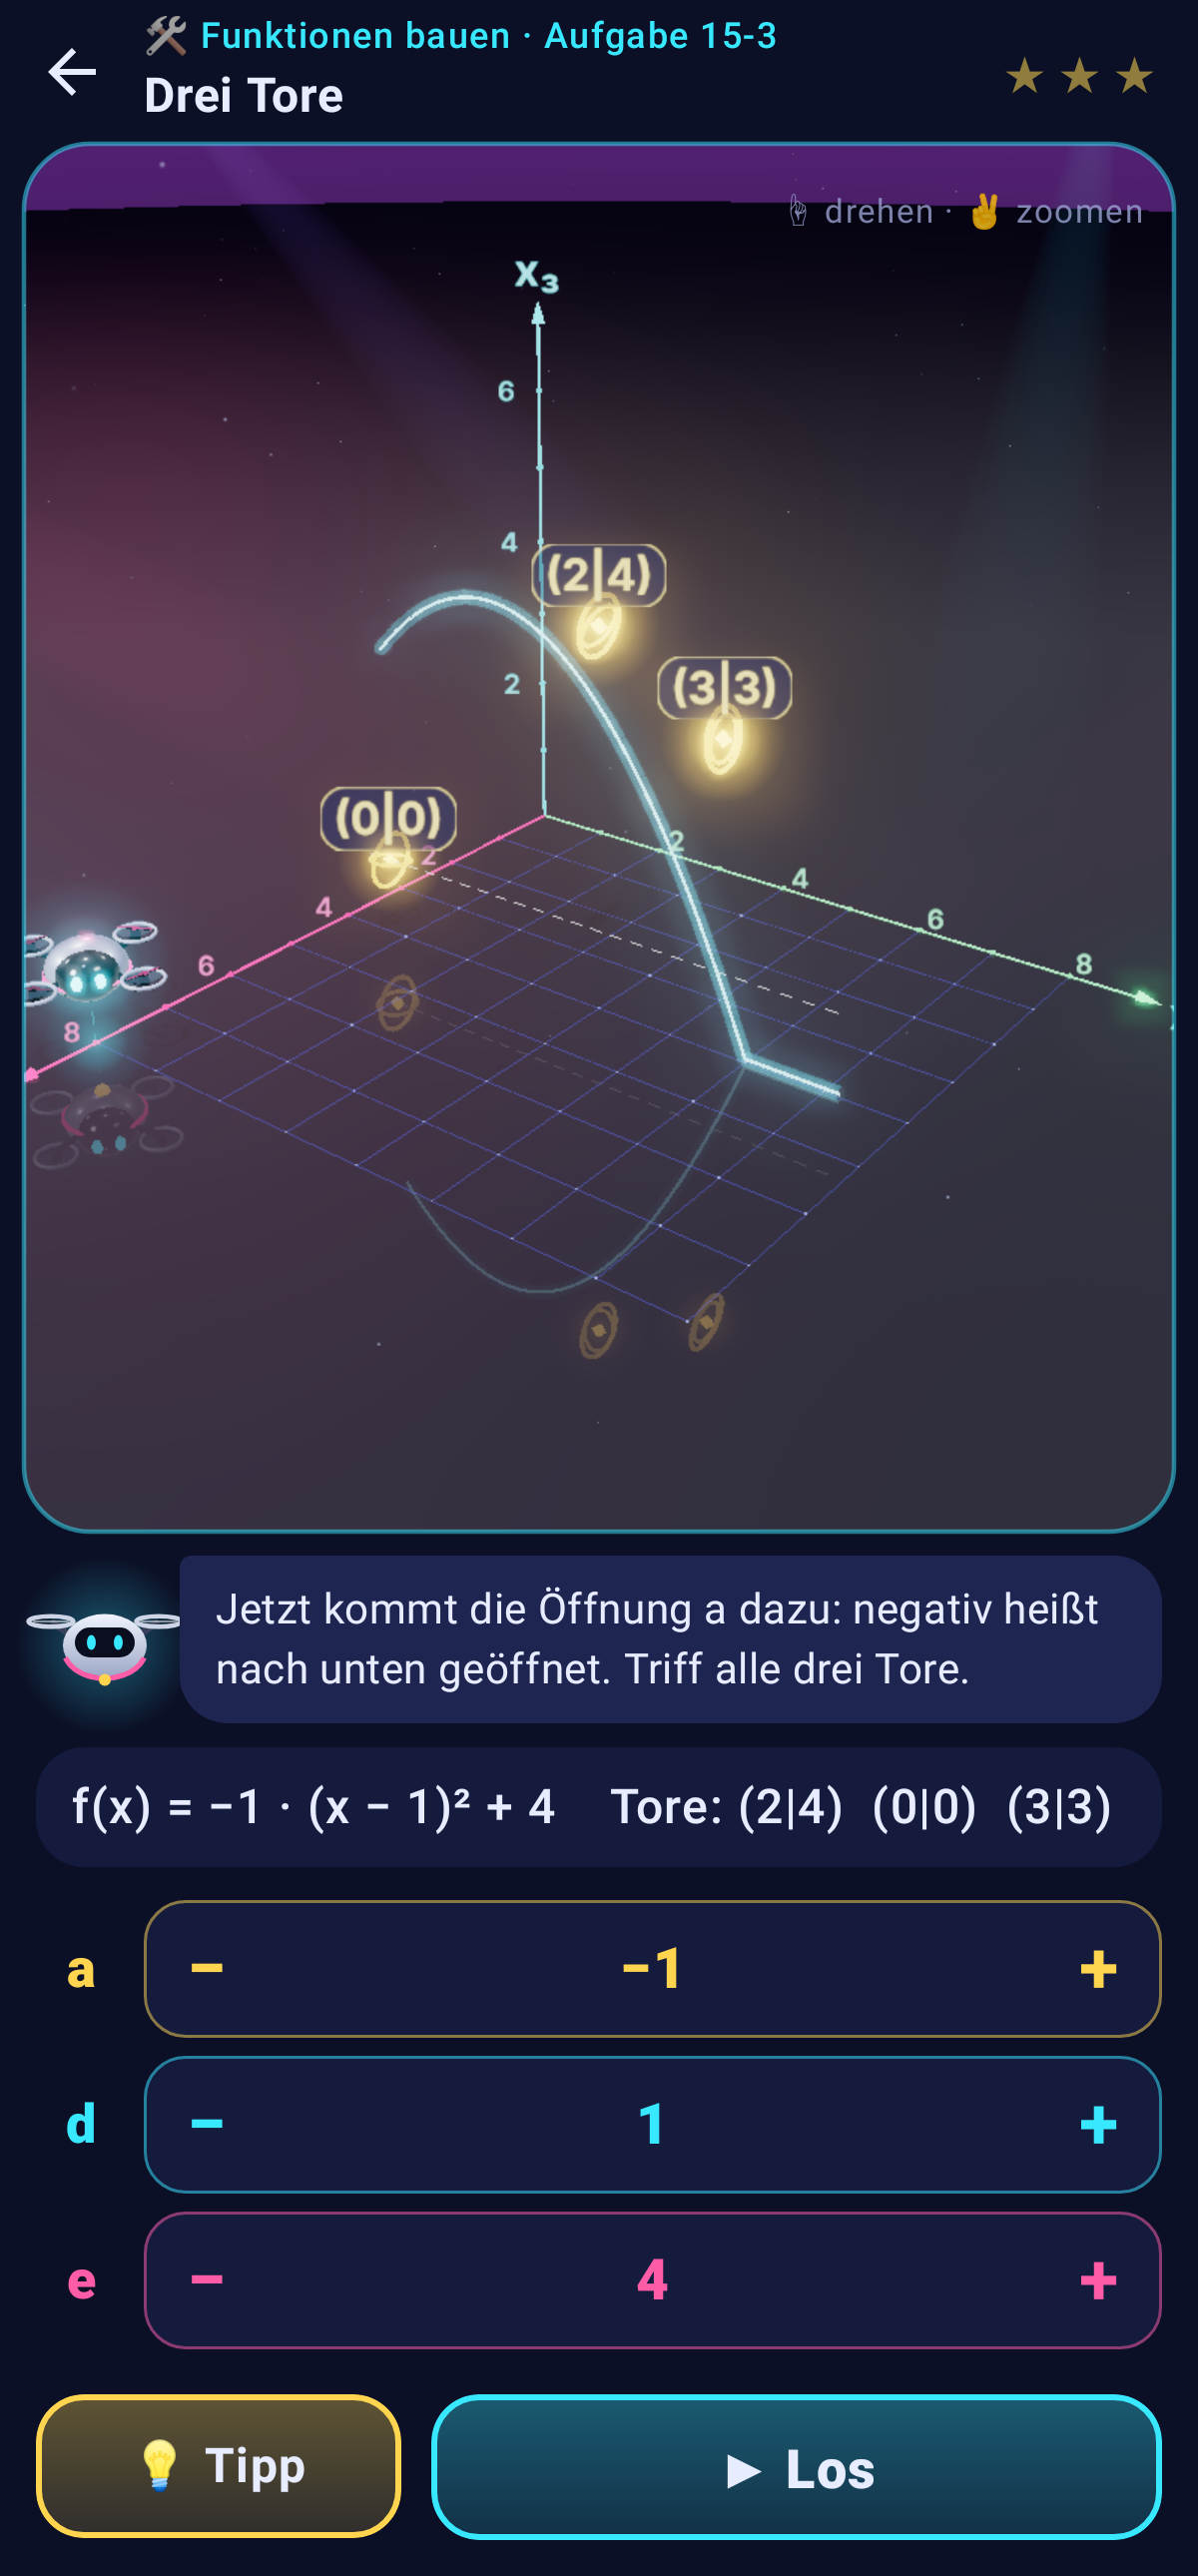 🛠️ Funktionen bauen · Aufgabe 15-3
Drei Tore
★ ★ ★
☝ drehen · ✌ zoomen
x₃
6
4
(2|4)
(3|3)
2
(0|0)
2
2
4
4
6
6
8
8
Jetzt kommt die Öffnung a dazu: negativ heißt
nach unten geöffnet. Triff alle drei Tore.
f(x) = −1 · (x − 1)² + 4 Tore: (2|4) (0|0) (3|3)
a − −1 +
d − 1 +
e − 4 +
💡 Tipp
▶ Los